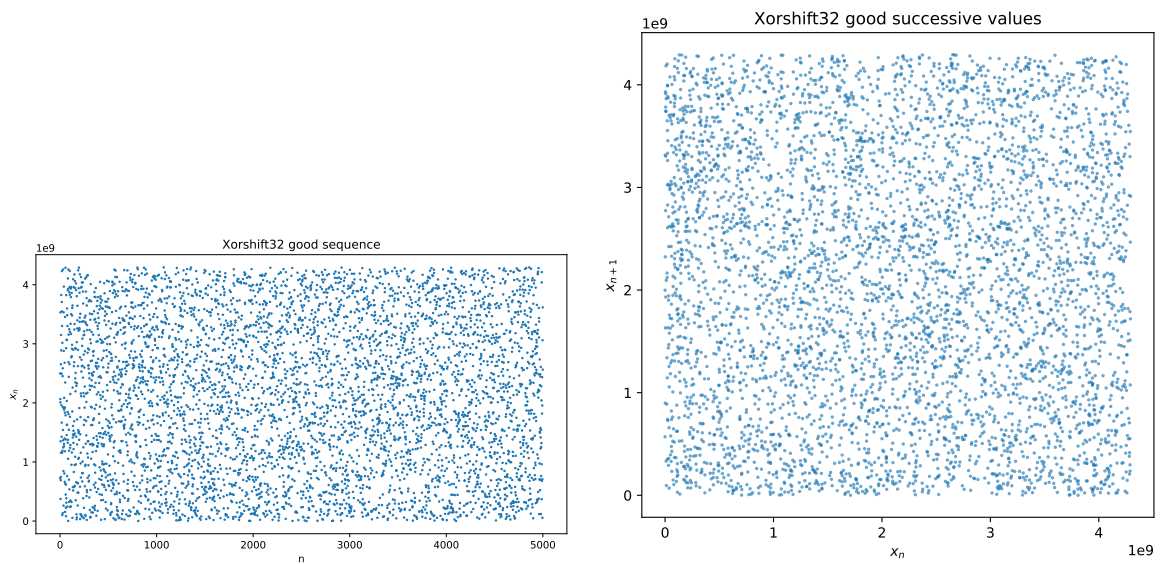 Xorshift32 good sequence
1e9
4
3
2
1
0
x_n
0 1000 2000 3000 4000 5000
n
Xorshift32 good successive values
1e9
4
3
2
1
0
x_{n+1}
0 1 2 3 4
1e9
x_n